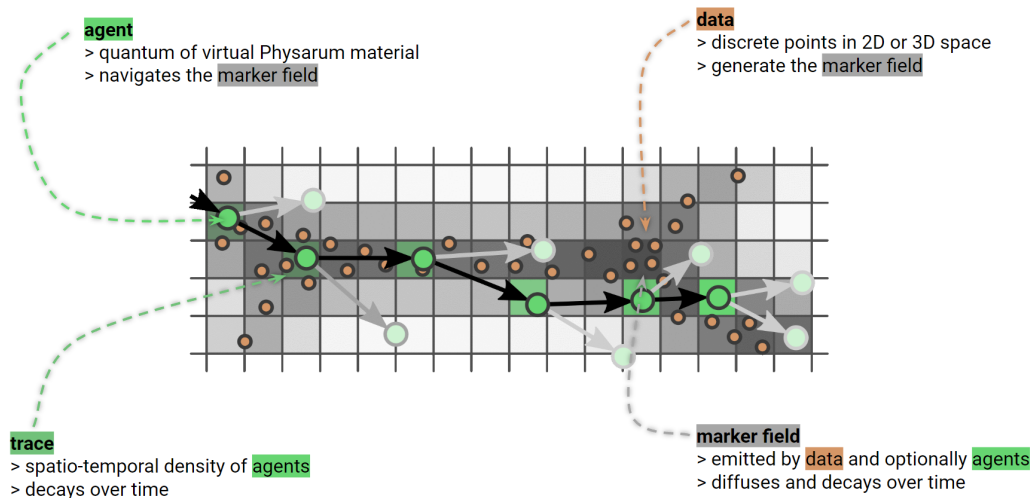 agent
> quantum of virtual Physarum material
> navigates the marker field
data
> discrete points in 2D or 3D space
> generate the marker field
trace
> spatio-temporal density of agents
> decays over time
marker field
> emitted by data and optionally agents
> diffuses and decays over time